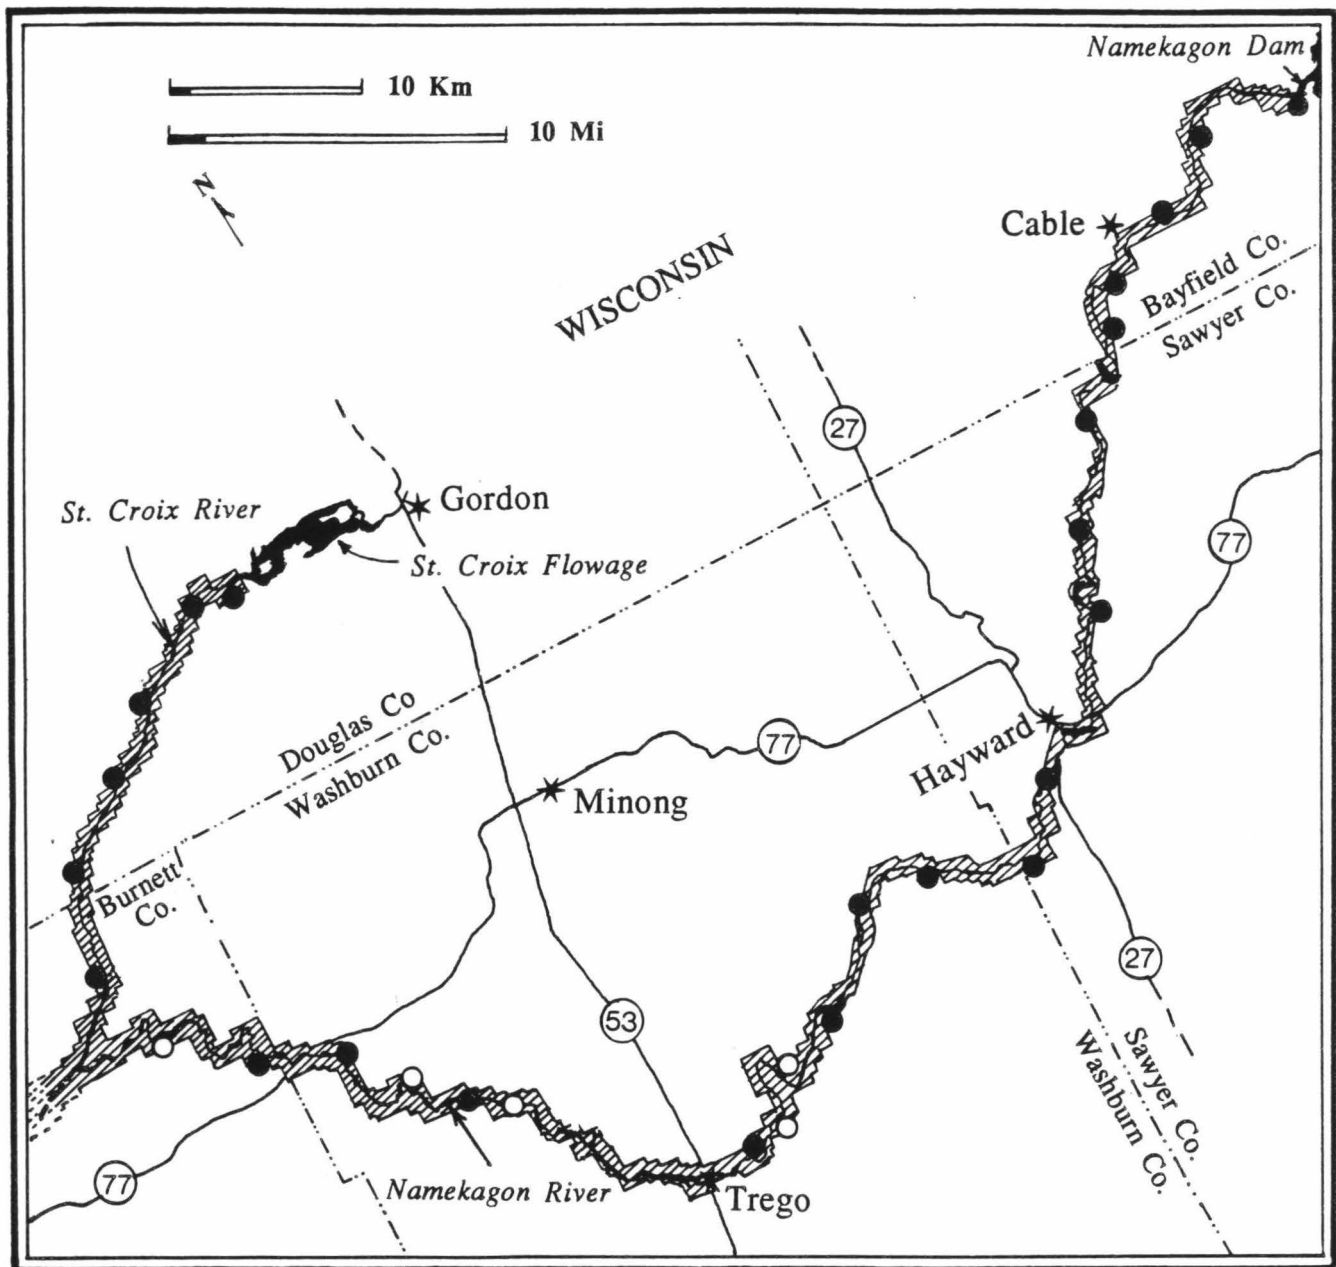 Namekagon Dam
10 Km
10 Mi
N
Cable
WISCONSIN
Bayfield Co.
Sawyer Co.
27
Gordon
St. Croix River
St. Croix Flowage
77
Douglas Co
Washburn Co.
77
Hayward
Minong
Burnett
Co.
27
53
Sawyer Co.
Washburn Co.
77
Namekagon River
Trego